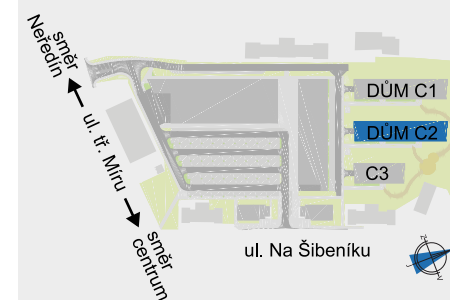 směr
Neředín
ul. tř. Míru
směr
centrum
DŮM C1
DŮM C2
C3
ul. Na Šibeníku